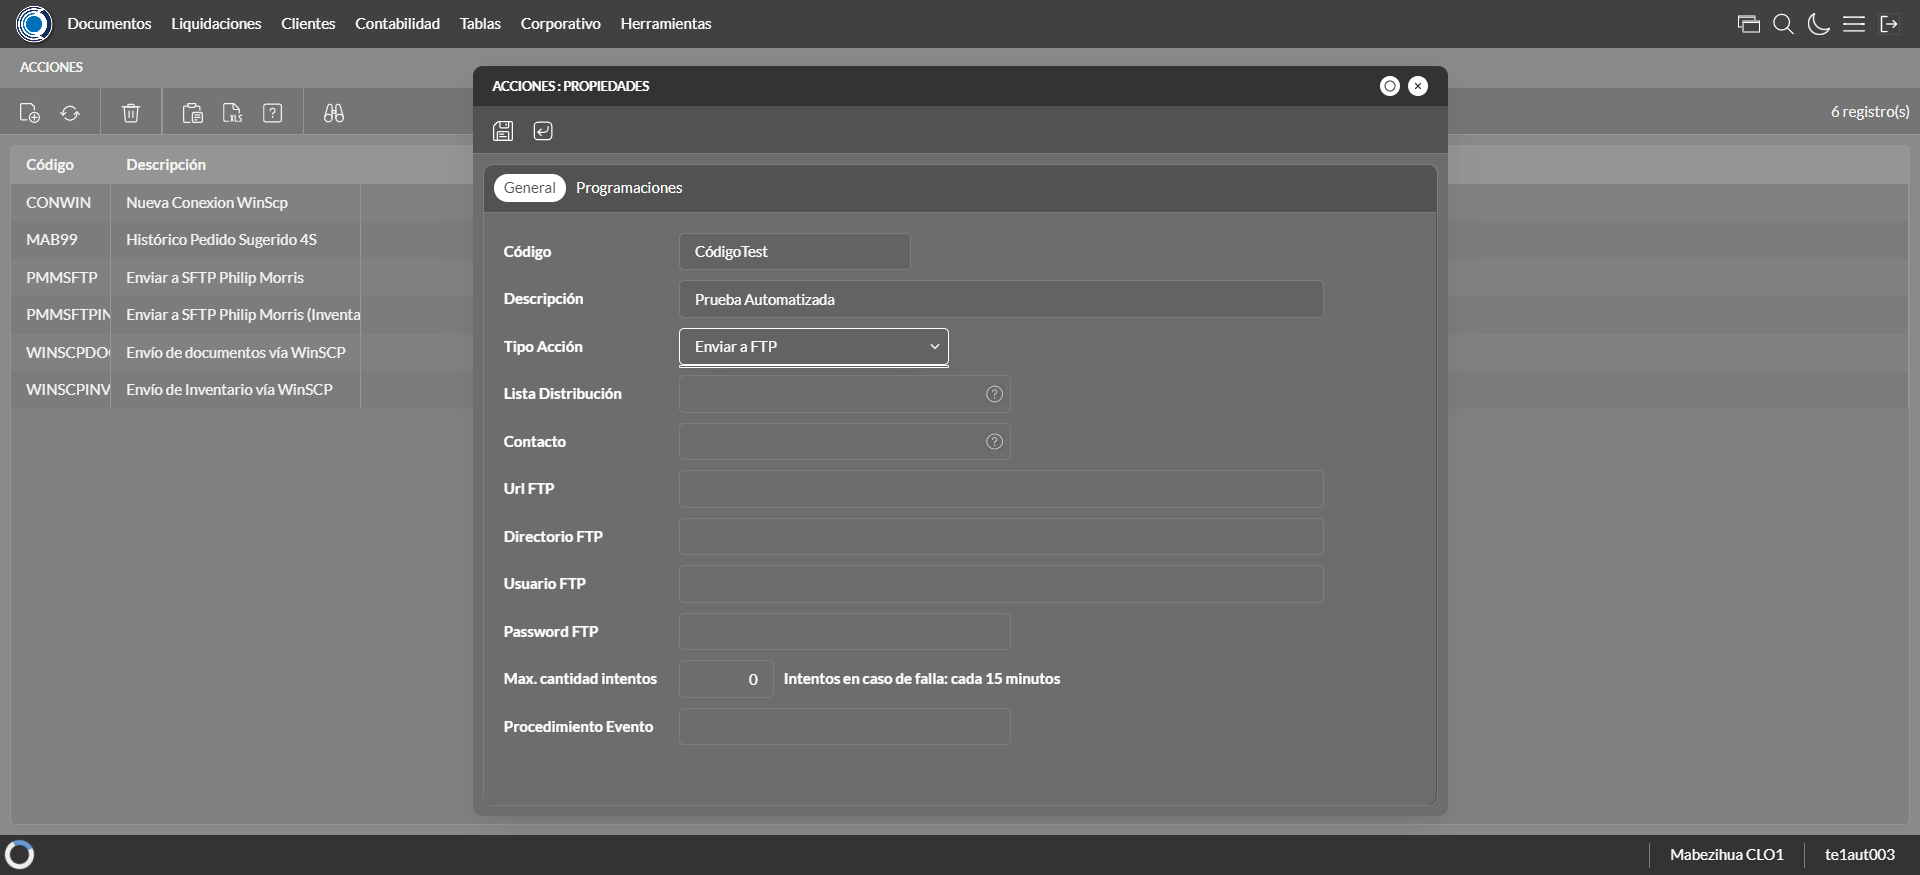 Documentos Liquidaciones Clientes Contabilidad Tablas Corporativo Herramientas
ACCIONES
XLS
?
6 registro(s)
Código Descripción
CONWIN Nueva Conexion WinScp
MAB99 Histórico Pedido Sugerido 4S
PMMSFTP Enviar a SFTP Philip Morris
PMMSFTPIN Enviar a SFTP Philip Morris (Inventa
WINSCPDO Envío de documentos vía WinSCP
WINSCPINV Envío de Inventario vía WinSCP
ACCIONES : PROPIEDADES
General Programaciones
Código CódigoTest
Descripción Prueba Automatizada
Tipo Acción Enviar a FTP
Lista Distribución ?
Contacto ?
Url FTP
Directorio FTP
Usuario FTP
Password FTP
Max. cantidad intentos 0 Intentos en caso de falla: cada 15 minutos
Procedimiento Evento
Mabezihua CLO1 te1aut003